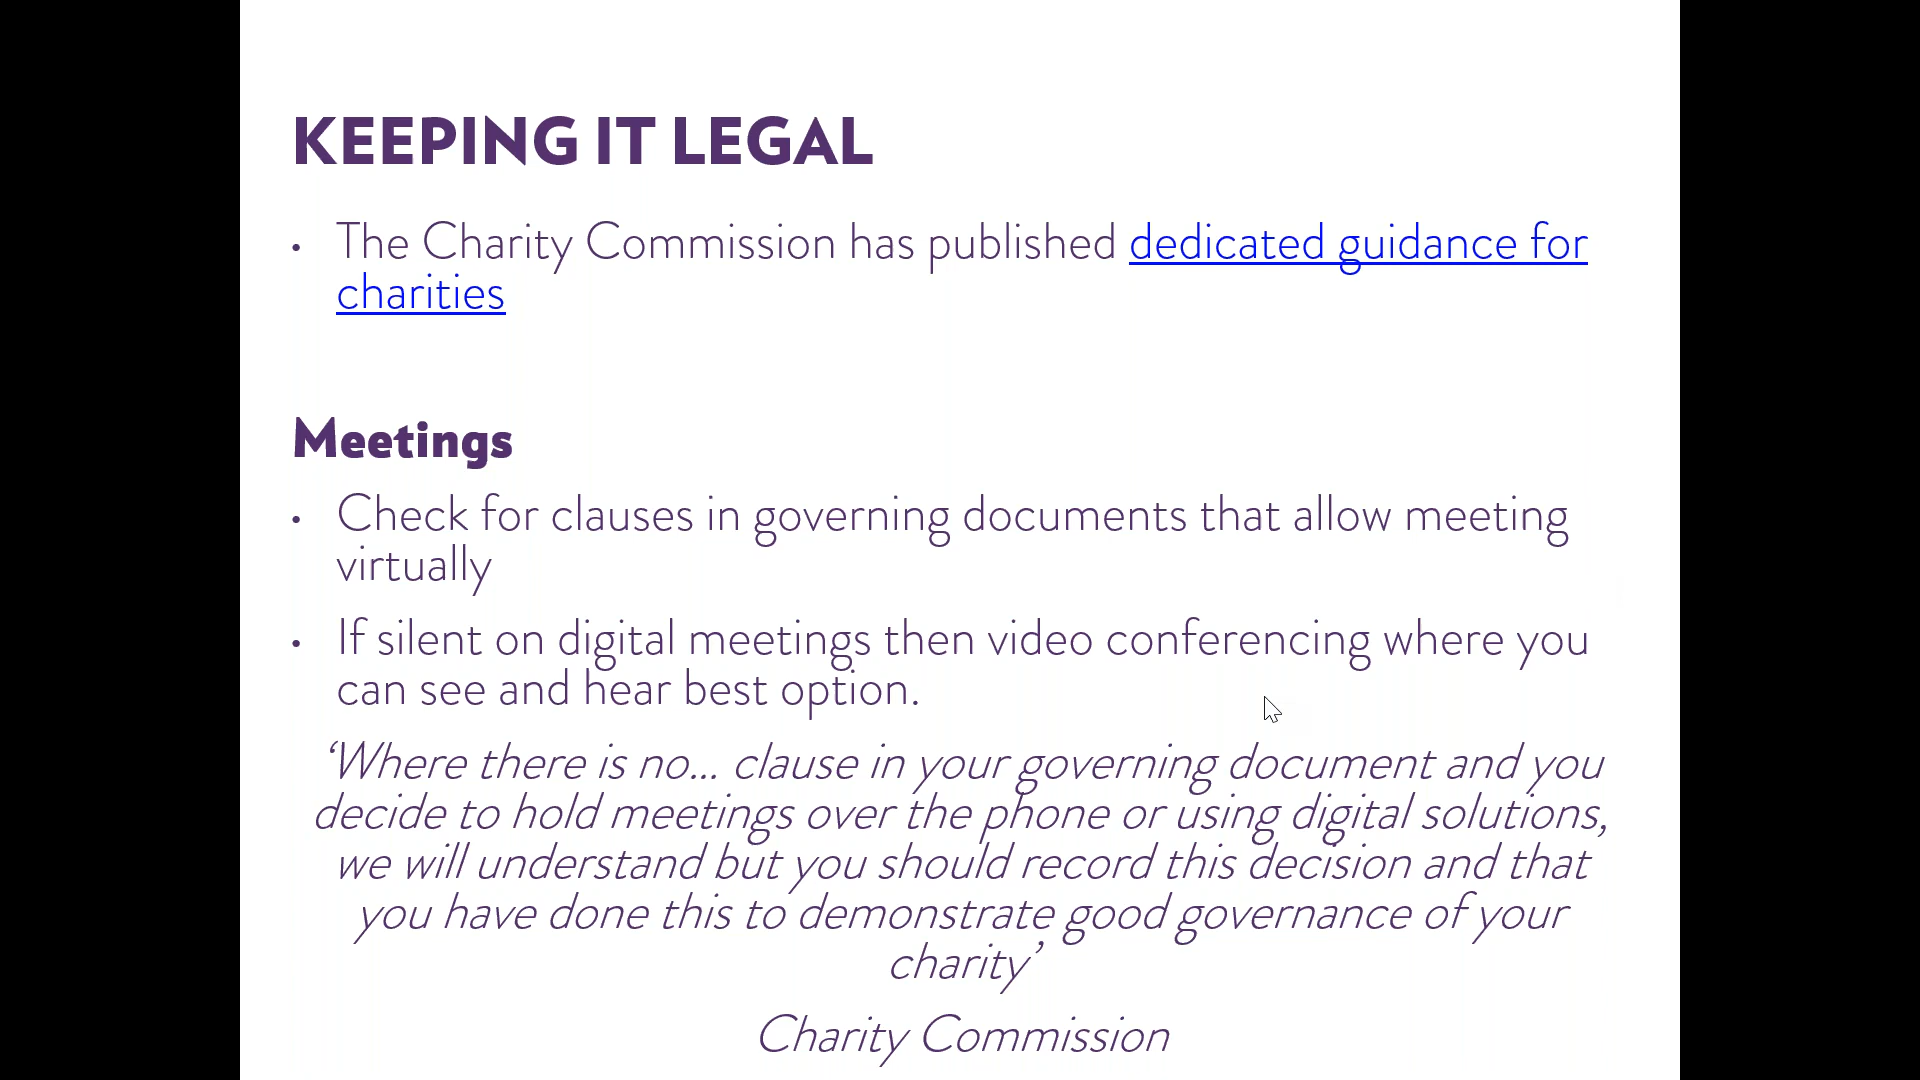 KEEPING IT LEGAL
• The Charity Commission has published dedicated guidance for
charities
Meetings
• Check for clauses in governing documents that allow meeting
virtually
• If silent on digital meetings then video conferencing where you
can see and hear best option.
‘Where there is no... clause in your governing document and you
decide to hold meetings over the phone or using digital solutions,
we will understand but you should record this decision and that
you have done this to demonstrate good governance of your
charity’
Charity Commission